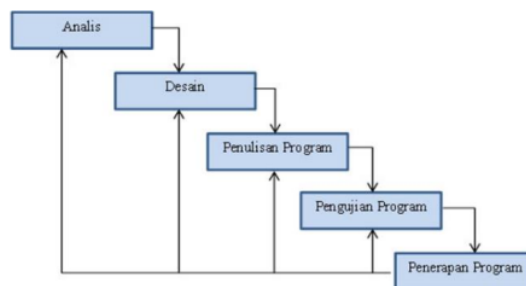 Analis
Desain
Penulisan Program
Pengujian Program
Penerapan Program